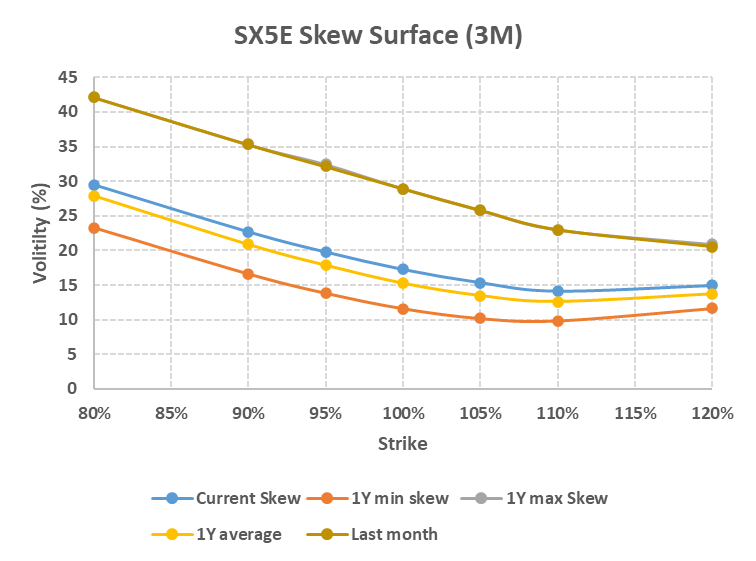 SX5E Skew Surface (3M)
45
40
35
30
25
20
15
10
5
0
Volitilty (%)
80%
85%
90%
95%
100%
105%
110%
115%
120%
Strike
Current Skew
1Y min skew
1Y max Skew
1Y average
Last month